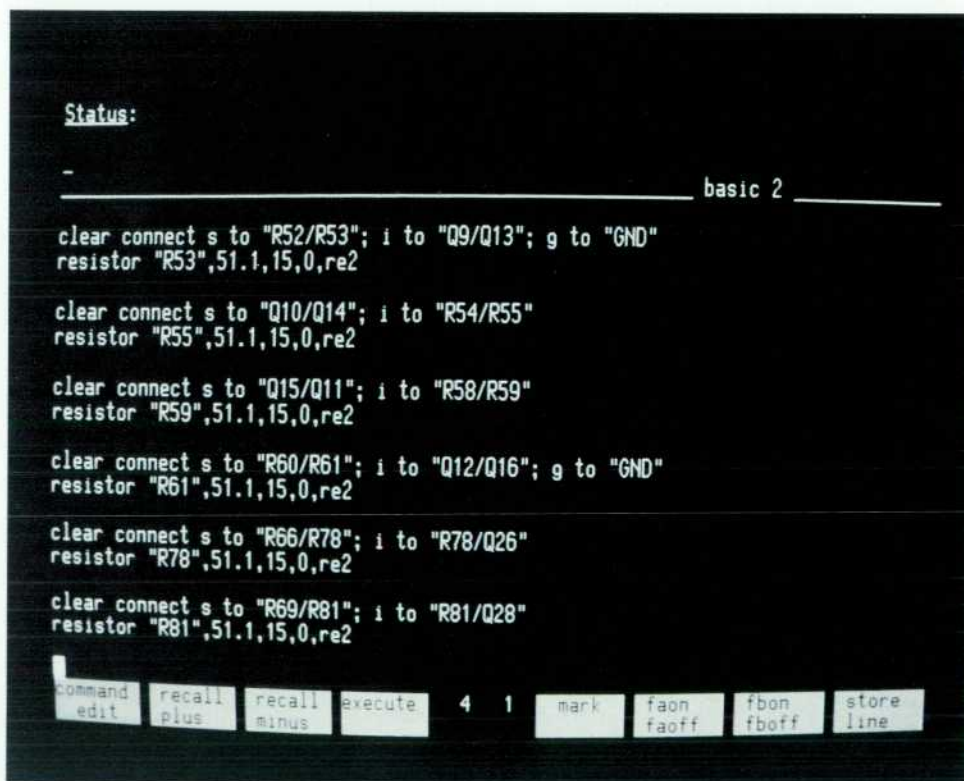 Status:
-
basic 2
clear connect s to "R52/R53"; i to "Q9/Q13"; g to "GND"
resistor "R53",51.1,15,0,re2
clear connect s to "Q10/Q14"; i to "R54/R55"
resistor "R55",51.1,15,0,re2
clear connect s to "Q15/Q11"; i to "R58/R59"
resistor "R59",51.1,15,0,re2
clear connect s to "R60/R61"; i to "Q12/Q16"; g to "GND"
resistor "R61",51.1,15,0,re2
clear connect s to "R66/R78"; i to "R78/Q26"
resistor "R78",51.1,15,0,re2
clear connect s to "R69/R81"; i to "R81/Q28"
resistor "R81",51.1,15,0,re2
command recall recall execute 4 1 mark faon fbon store
edit plus minus faoff fboff line